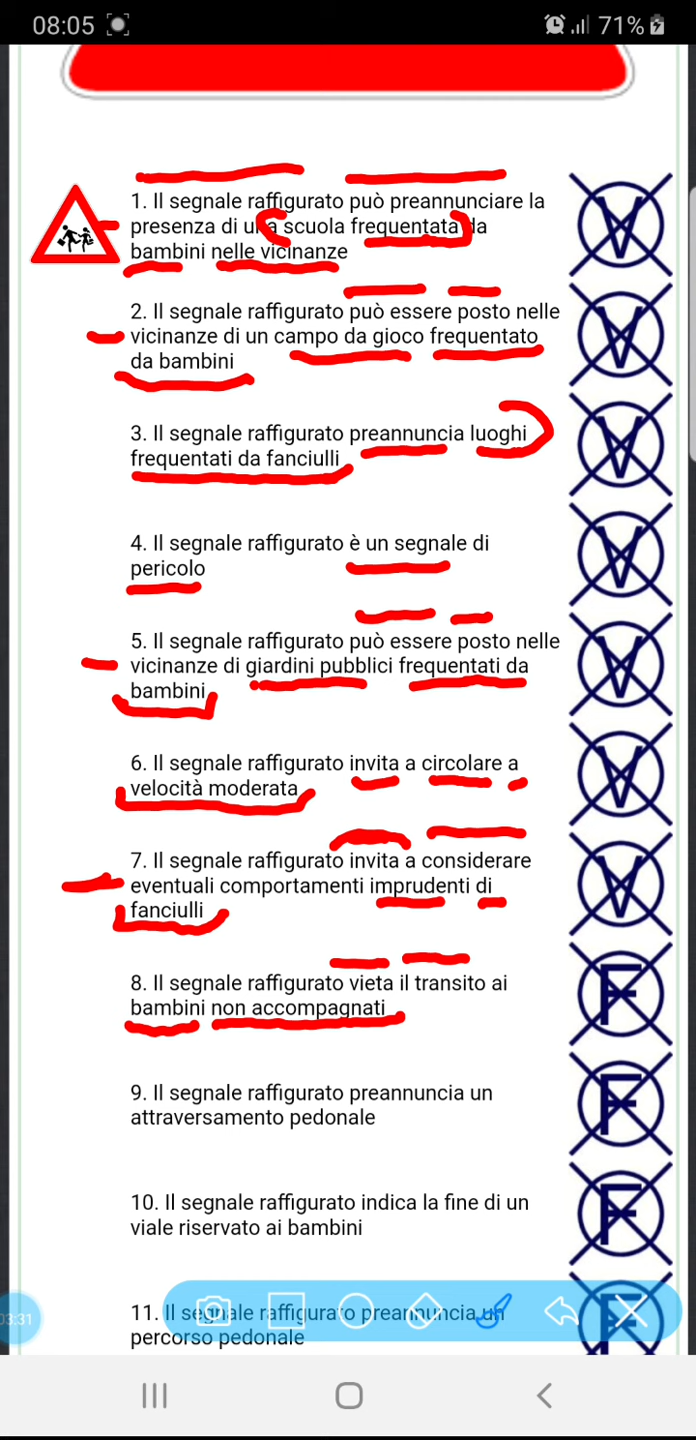 08:05
71%
1. Il segnale raffigurato può preannunciare la
presenza di una scuola frequentata da
bambini nelle vicinanze
V
2. Il segnale raffigurato può essere posto nelle
vicinanze di un campo da gioco frequentato
da bambini
V
3. Il segnale raffigurato preannuncia luoghi
frequentati da fanciulli
V
4. Il segnale raffigurato è un segnale di
pericolo
V
5. Il segnale raffigurato può essere posto nelle
vicinanze di giardini pubblici frequentati da
bambini
V
6. Il segnale raffigurato invita a circolare a
velocità moderata
V
7. Il segnale raffigurato invita a considerare
eventuali comportamenti imprudenti di
fanciulli
V
8. Il segnale raffigurato vieta il transito ai
bambini non accompagnati
F
9. Il segnale raffigurato preannuncia un
attraversamento pedonale
F
10. Il segnale raffigurato indica la fine di un
viale riservato ai bambini
F
11. Il segnale raffigurato preannuncia un
percorso pedonale
F
03:31